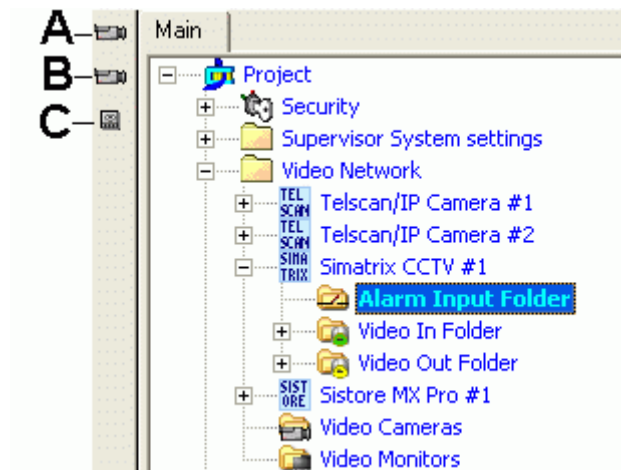 A
B
C
Main
Project
Security
Supervisor System settings
Video Network
TEL SCAN Telscan/IP Camera #1
TEL SCAN Telscan/IP Camera #2
SIMA TRIX Simatrix CCTV #1
Alarm Input Folder
Video In Folder
Video Out Folder
SIST ORE Sistore MX Pro #1
Video Cameras
Video Monitors